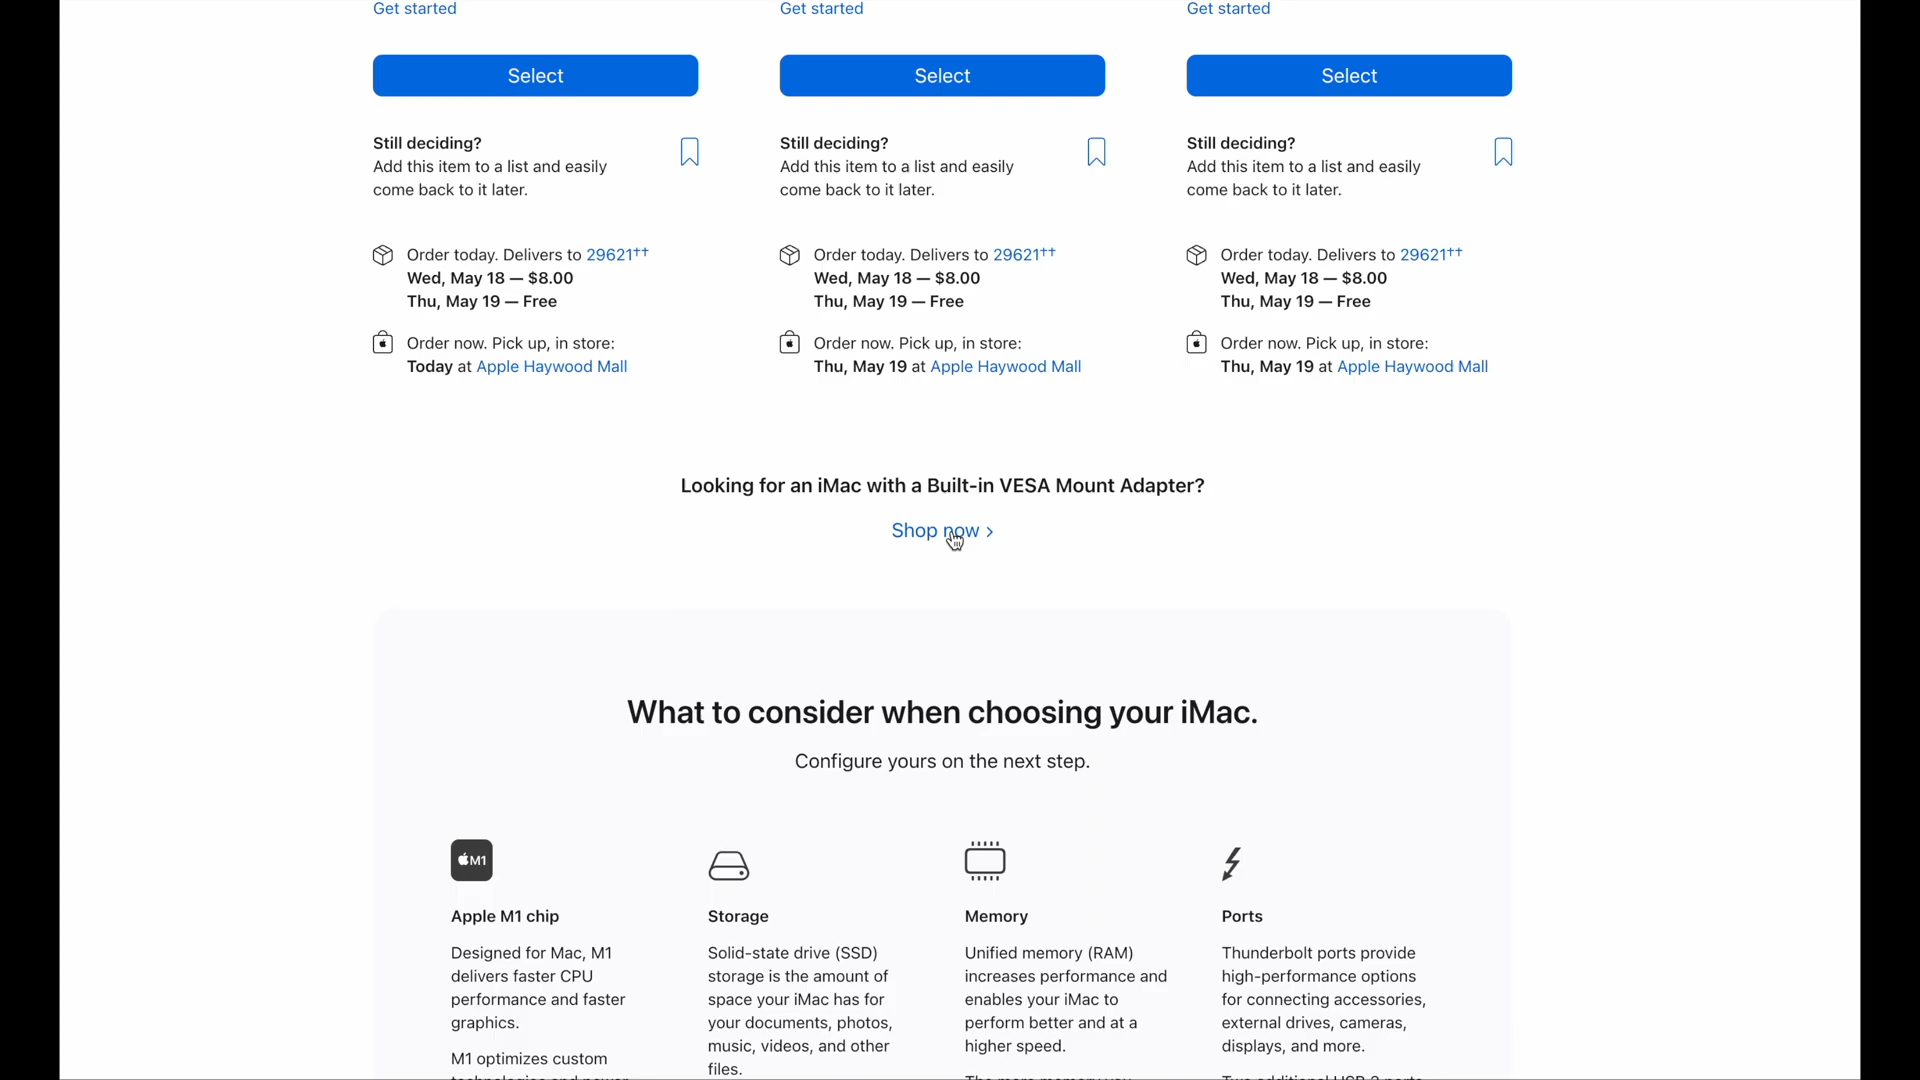 Get started
Get started
Get started
Select
Select
Select
Still deciding?
Add this item to a list and easily
come back to it later.
Still deciding?
Add this item to a list and easily
come back to it later.
Still deciding?
Add this item to a list and easily
come back to it later.
Order today. Delivers to 29621††
Wed, May 18 — $8.00
Thu, May 19 — Free
Order today. Delivers to 29621††
Wed, May 18 — $8.00
Thu, May 19 — Free
Order today. Delivers to 29621††
Wed, May 18 — $8.00
Thu, May 19 — Free
Order now. Pick up, in store:
Today at Apple Haywood Mall
Order now. Pick up, in store:
Thu, May 19 at Apple Haywood Mall
Order now. Pick up, in store:
Thu, May 19 at Apple Haywood Mall
Looking for an iMac with a Built-in VESA Mount Adapter?
Shop now >
What to consider when choosing your iMac.
Configure yours on the next step.
M1
Apple M1 chip
Designed for Mac, M1
delivers faster CPU
performance and faster
graphics.
M1 optimizes custom
Storage
Solid-state drive (SSD)
storage is the amount of
space your iMac has for
your documents, photos,
music, videos, and other
files.
Memory
Unified memory (RAM)
increases performance and
enables your iMac to
perform better and at a
higher speed.
Ports
Thunderbolt ports provide
high-performance options
for connecting accessories,
external drives, cameras,
displays, and more.